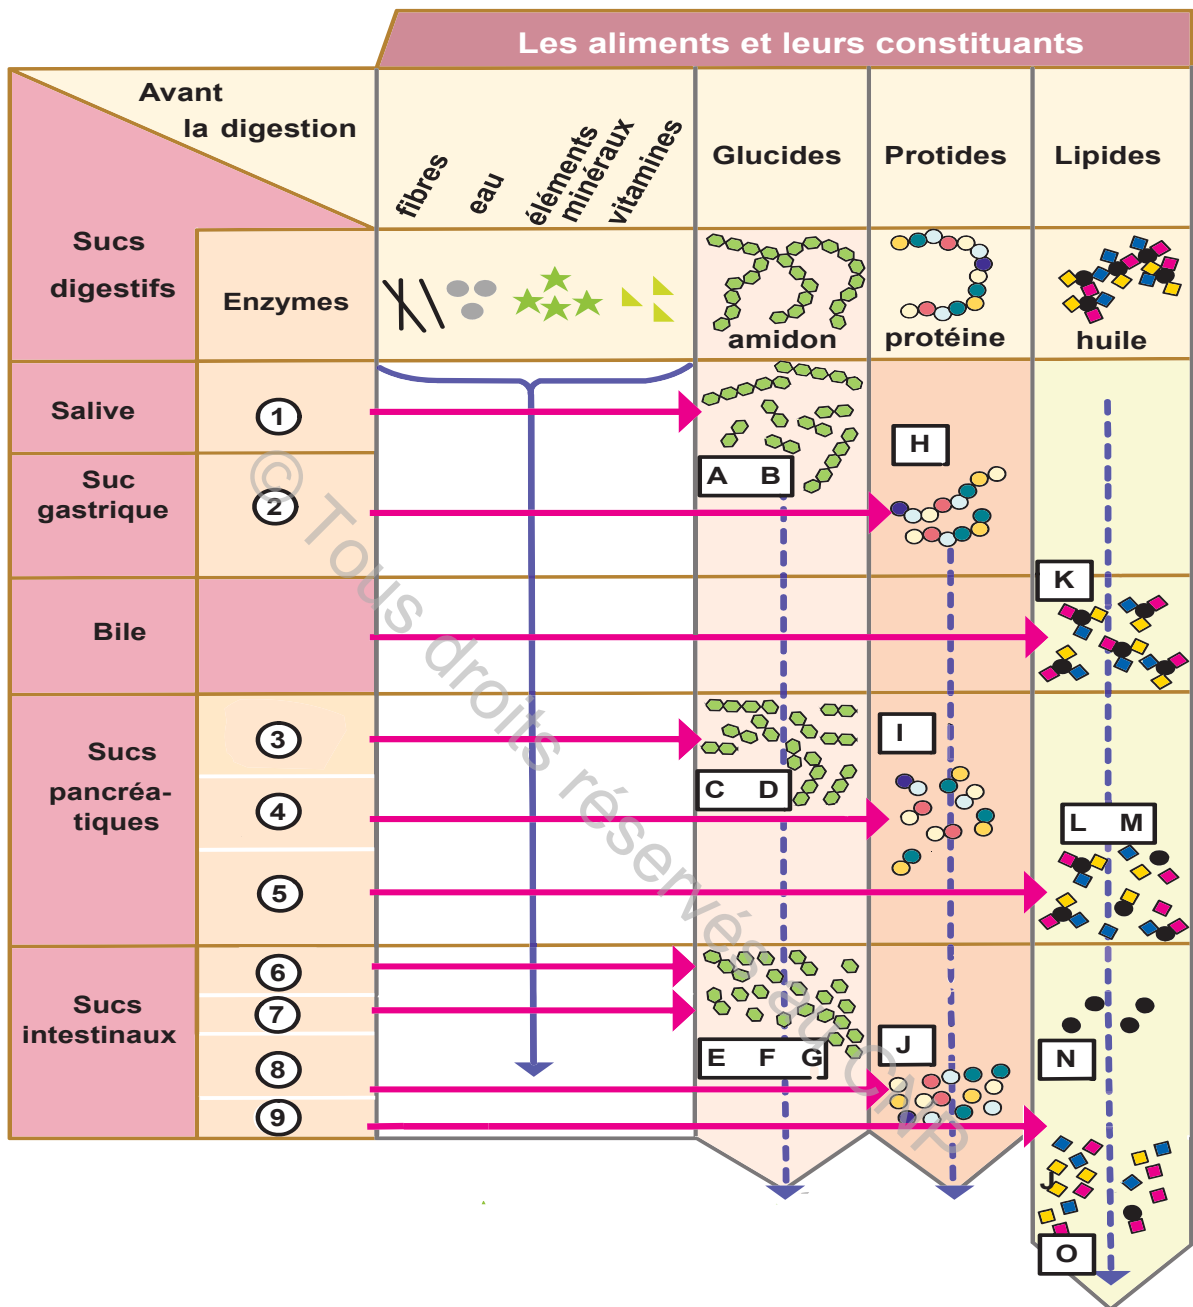 Les aliments et leurs constituants
Avant
la digestion
fibres
eau
éléments
minéraux
vitamines
Glucides
Protides
Lipides
Sucs
digestifs
Enzymes
amidon
protéine
huile
Salive
1
A B
H
Suc
gastrique
2
K
Bile
Sucs
pancréa-
tiques
3
C D
I
4
L M
5
Sucs
intestinaux
6
7
8
9
E F G
J
N
J
O
© Tous droits réservés au CNP